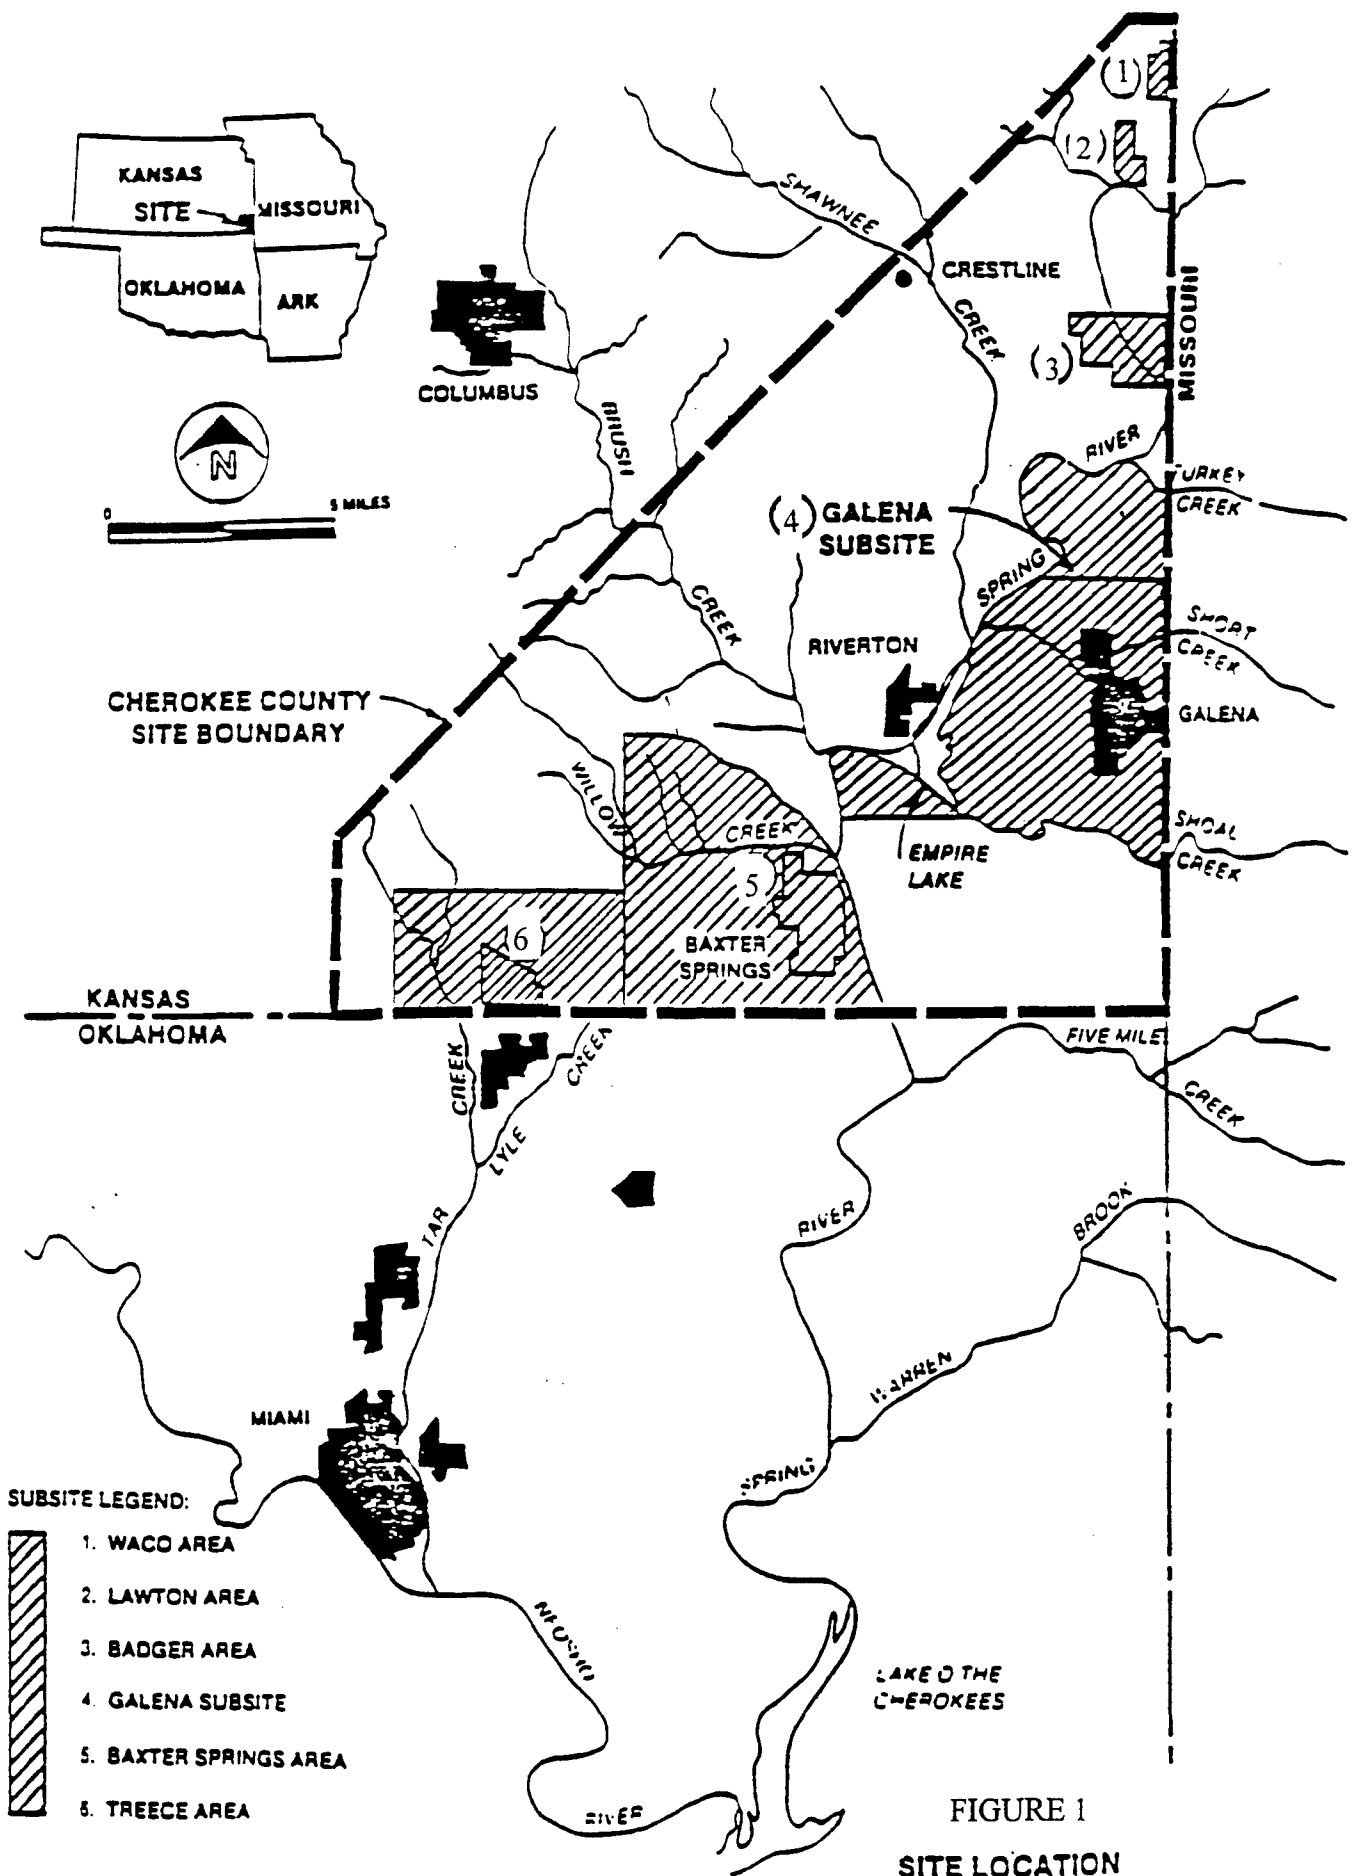 (1)
(2)
KANSAS
SITE
MISSOURI
OKLAHOMA
ARK
SHAWNEE
CREEK
CRESTLINE
COLUMBUS
MISSOURI
(3)
N
0
5 MILES
BRUSH
CREEK
RIVER
TURKEY
CREEK
(4) GALENA
SUBSITE
SPRING
SHORT
CREEK
RIVERTON
GALENA
CHEROKEE COUNTY
SITE BOUNDARY
WILLOW
CREEK
SHOAL
CREEK
EMPIRE
LAKE
5
(6)
BAXTER
SPRINGS
KANSAS
OKLAHOMA
CREEK
CREEK
LYLE
TAR
FIVE MILE
CREEK
RIVER
BROOK
WARREN
MIAMI
SPRING
NEOSHO
RIVER
LAKE O THE
CHEROKEES
SUBSITE LEGEND:
1. WACO AREA
2. LAWTON AREA
3. BADGER AREA
4. GALENA SUBSITE
5. BAXTER SPRINGS AREA
6. TREECE AREA
FIGURE 1
SITE LOCATION